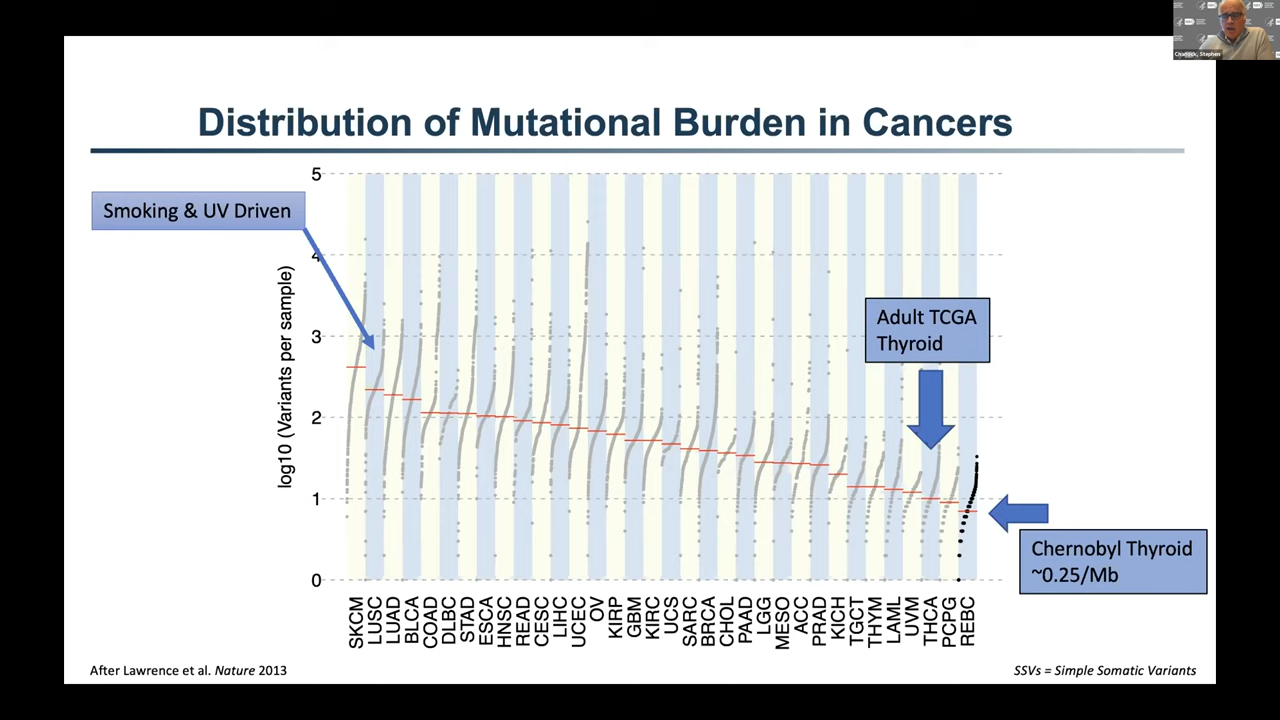 Chanock, Stephen
Distribution of Mutational Burden in Cancers
Smoking & UV Driven
5
4
3
2
1
0
log10 (Variants per sample)
Adult TCGA
Thyroid
Chernobyl Thyroid
~0.25/Mb
SKCM
LUSC
LUAD
BLCA
COAD
DLBC
STAD
ESCA
HNSC
READ
CESC
LIHC
UCEC
OV
KIRP
GBM
KIRC
UCS
SARC
BRCA
CHOL
PAAD
LGG
MESO
ACC
PRAD
KICH
TGCT
THYM
LAML
UVM
THCA
PCPG
REBC
After Lawrence et al. Nature 2013
SSVs = Simple Somatic Variants